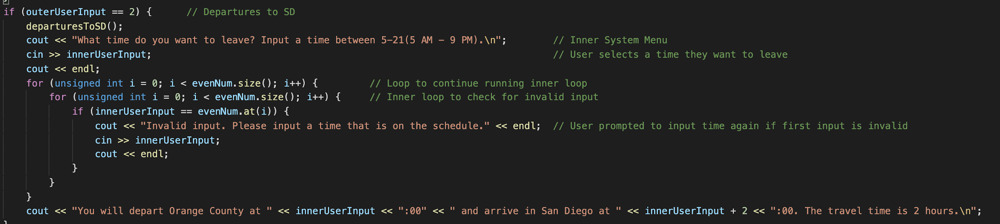 }
if (outerUserInput == 2) {      // Departures to SD
    departuresToSD();
    cout << "What time do you want to leave? Input a time between 5-21(5 AM - 9 PM).\n";        // Inner System Menu
    cin >> innerUserInput;                                                                      // User selects a time they want to leave
    cout << endl;
    for (unsigned int i = 0; i < evenNum.size(); i++) {         // Loop to continue running inner loop
        for (unsigned int i = 0; i < evenNum.size(); i++) {     // Inner loop to check for invalid input
            if (innerUserInput == evenNum.at(i)) {
                cout << "Invalid input. Please input a time that is on the schedule." << endl;  // User prompted to input time again if first input is invalid
                cin >> innerUserInput;
                cout << endl;
            }
        }
    }
    cout << "You will depart Orange County at " << innerUserInput << ":00" << " and arrive in San Diego at " << innerUserInput + 2 << ":00. The travel time is 2 hours.\n";
}